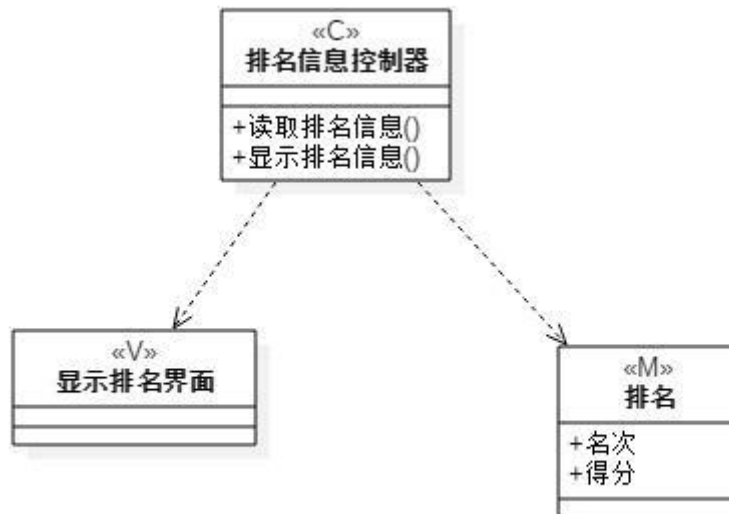 «C»
排名信息控制器
+读取排名信息()
+显示排名信息()
«V»
显示排名界面
«M»
排名
+名次
+得分